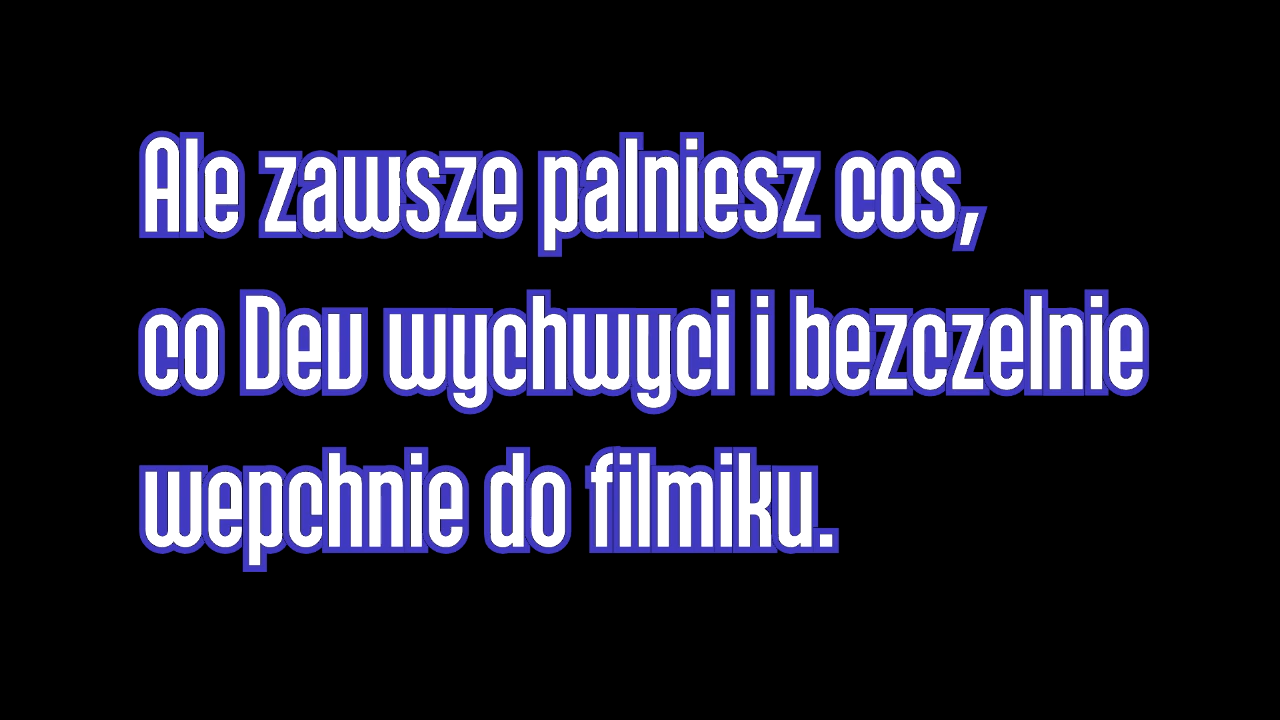 Ale zawsze palniesz cos,
co Dev wychwyci i bezczelnie
wepchnie do filmiku.